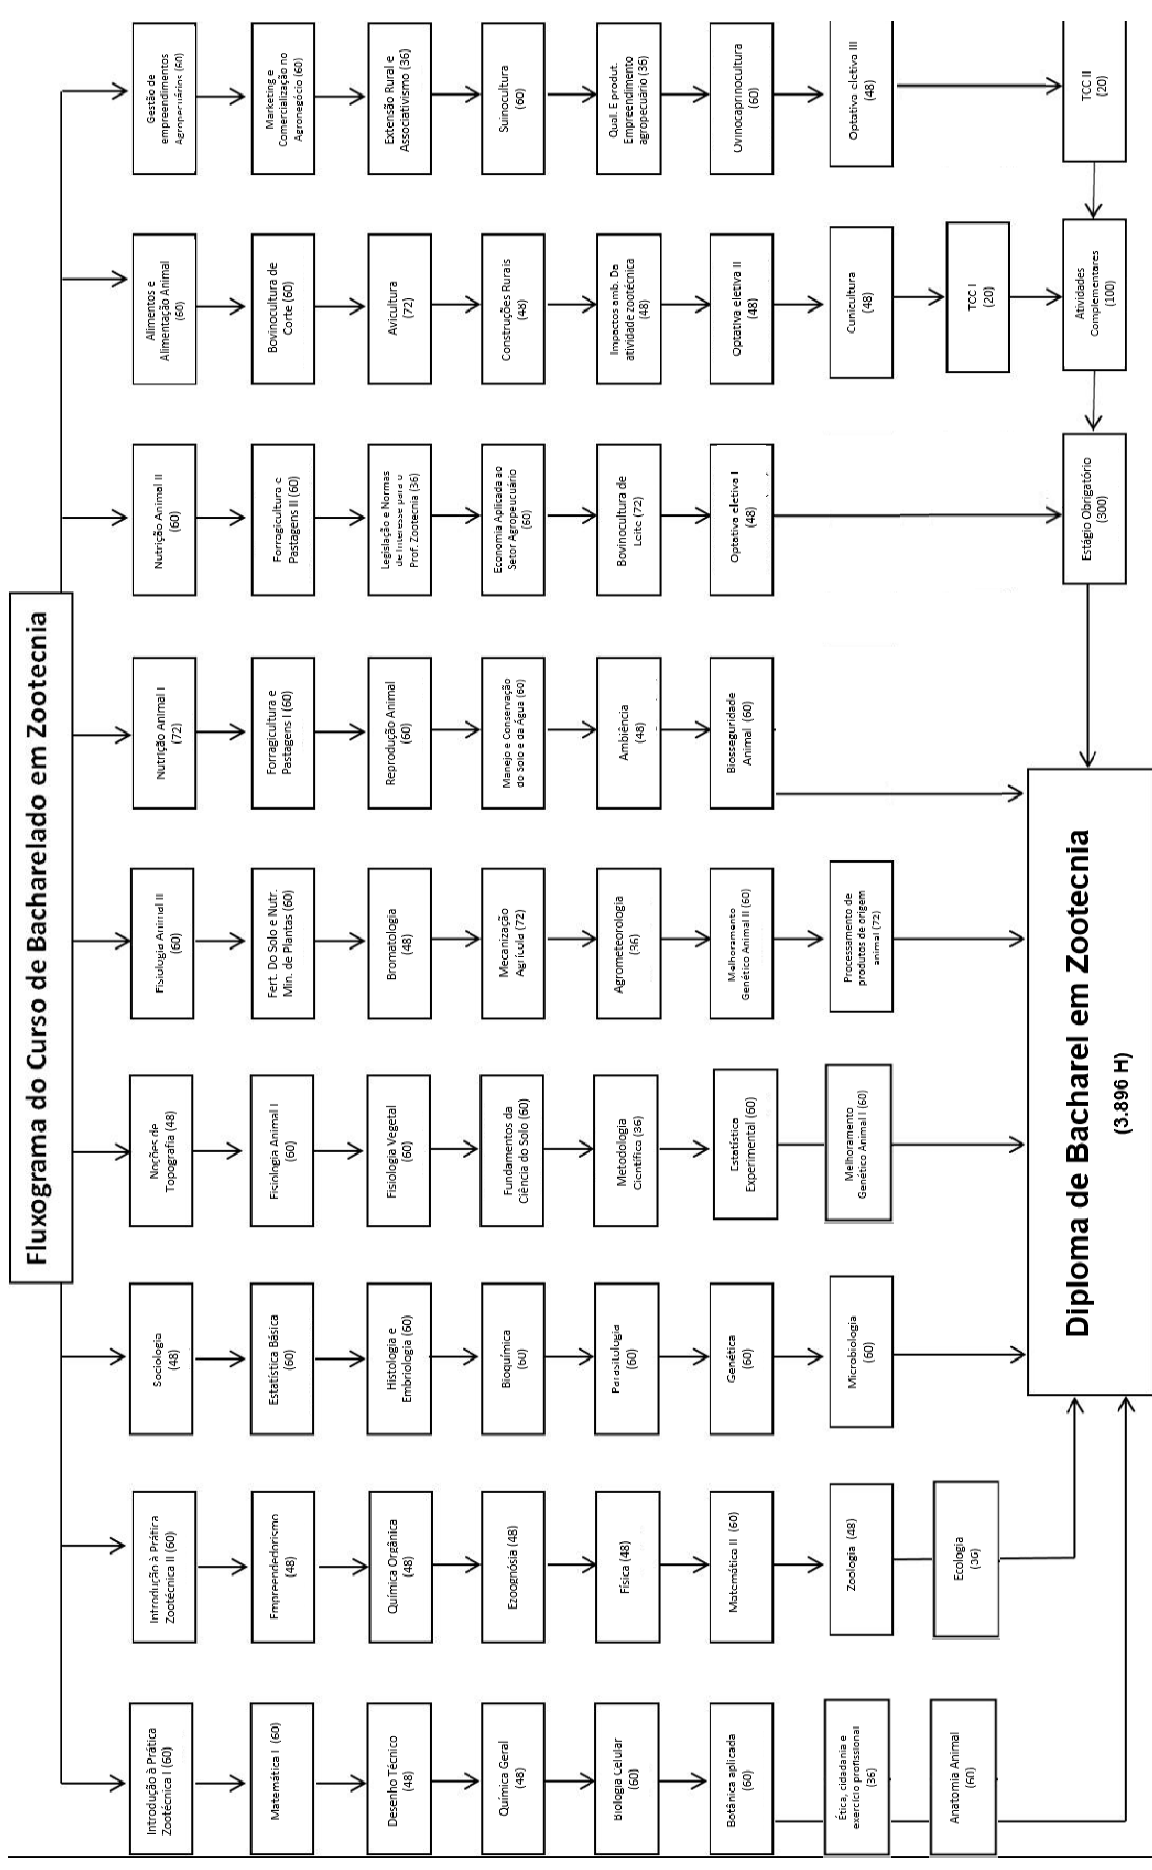 Fluxograma do Curso de Bacharelado em Zootecnia
Introdução à Prática
Zootécnica I (60)
Matemática I (60)
Desenho Técnico
(48)
Química Geral
(48)
Biologia Celular
(60)
Botânica aplicada
(60)
Ética, cidadania e
exercício profissional
(36)
Anatomia Animal
(60)
Introdução à Prática
Zootécnica II (60)
Empreendedorismo
(48)
Química Orgânica
(48)
Ezoognósia (48)
Física (48)
Matemática II (60)
Zoologia (48)
Ecologia
(36)
Sociologia
(48)
Estatística Básica
(60)
Histologia e
Embriologia (60)
Bioquímica
(60)
Parasitologia
(60)
Genética
(60)
Microbiologia
(60)
Noções de
Topografia (48)
Fisiologia Animal I
(60)
Fisiologia Vegetal
(60)
Fundamentos da
Ciência do Solo (60)
Metodologia
Científica (36)
Estatística
Experimental (60)
Melhoramento
Genético Animal I (60)
Fisiologia Animal II
(60)
Fert. Do Solo e Nutr.
Min. de Plantas (60)
Bromatologia
(48)
Mecanização
Agrícola (72)
Agrometeorologia
(36)
Melhoramento
Genético Animal II (60)
Processamento de
produtos de origem
animal (72)
Nutrição Animal I
(72)
Forragicultura e
Pastagens I (60)
Reprodução Animal
(60)
Manejo e Conservação
do Solo e da Água (60)
Ambiência
(48)
Biosseguridade
Animal (60)
Nutrição Animal II
(60)
Forragicultura e
Pastagens II (60)
Legislação e Normas
de Interesse para o
Prof. Zootecnia (36)
Economia Aplicada ao
Setor Agropecuário
(60)
Bovinocultura de
Leite (72)
Optativa eletiva I
(48)
Estágio Obrigatório
(300)
Alimentos e
Alimentação Animal
(60)
Bovinocultura de
Corte (60)
Avicultura
(72)
Construções Rurais
(48)
Impactos amb. Da
atividade zootécnica
(48)
Optativa eletiva II
(48)
Cunicultura
(48)
TCC I
(20)
Atividades
Complementares
(100)
Gestão de
empreendimentos
Agropecuários (60)
Marketing e
Comercialização no
Agronegócio (60)
Extensão Rural e
Associativismo (36)
Suinocultura
(60)
Qual. E produt.
Empreendimento
agropecuário (36)
Ovinocaprinocultura
(60)
Optativa eletiva III
(48)
TCC II
(20)
Diploma de Bacharel em Zootecnia
(3.896 H)